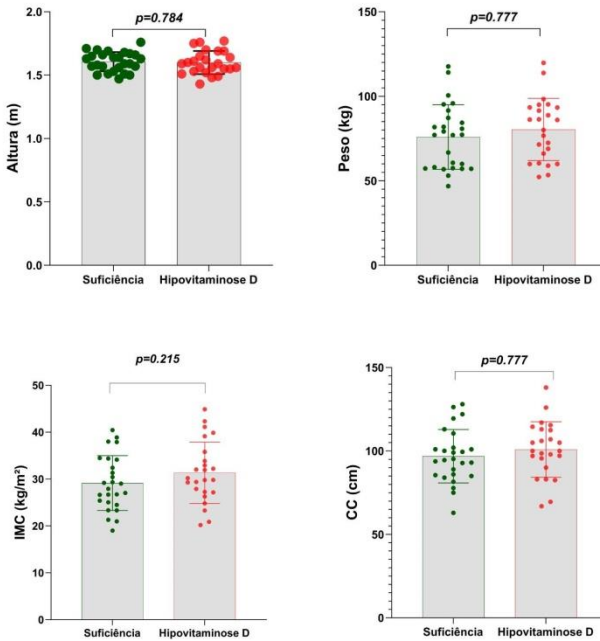 p=0.784
Altura (m)
2.0
1.5
1.0
0.5
0.0
Suficiência Hipovitaminose D
p=0.777
Peso (kg)
150
100
50
0
Suficiência Hipovitaminose D
p=0.215
IMC (kg/m²)
50
40
30
20
10
0
Suficiência Hipovitaminose D
p=0.777
CC (cm)
150
100
50
0
Suficiência Hipovitaminose D